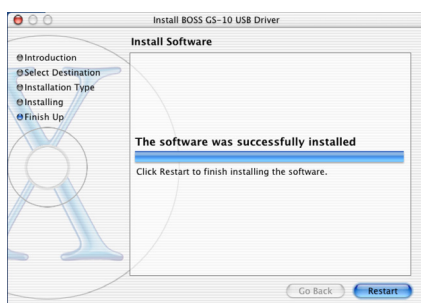 Install BOSS GS-10 USB Driver
Install Software
Introduction
Select Destination
Installation Type
Installing
Finish Up
The software was successfully installed
Click Restart to finish installing the software.
Go Back
Restart